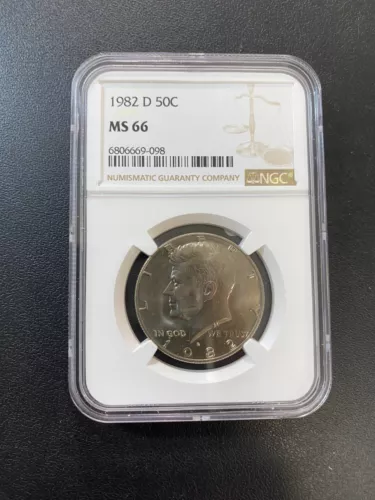 1982 D 50C
MS 66
6806669-098
NUMISMATIC GUARANTY COMPANY
NGC®
LIBERTY
IN GOD WE TRUST
D
1982